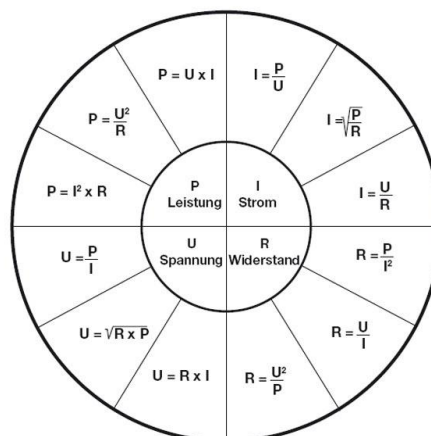 P = U x I
I = P/U
P = U²/R
I = √P/R
P = I² x R
I = U/R
P
Leistung
I
Strom
U
Spannung
R
Widerstand
U = P/I
R = P/I²
U = √R x P
R = U/I
U = R x I
R = U²/P